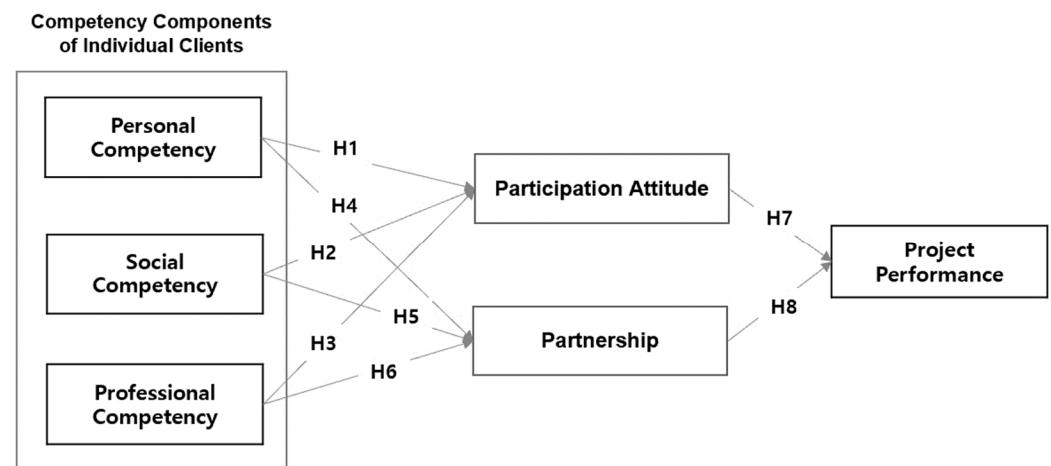 Competency Components
of Individual Clients
Personal
Competency
H1
Participation Attitude
H4
H7
Social
Competency
H2
Project
Performance
H5
H8
Partnership
H3
H6
Professional
Competency